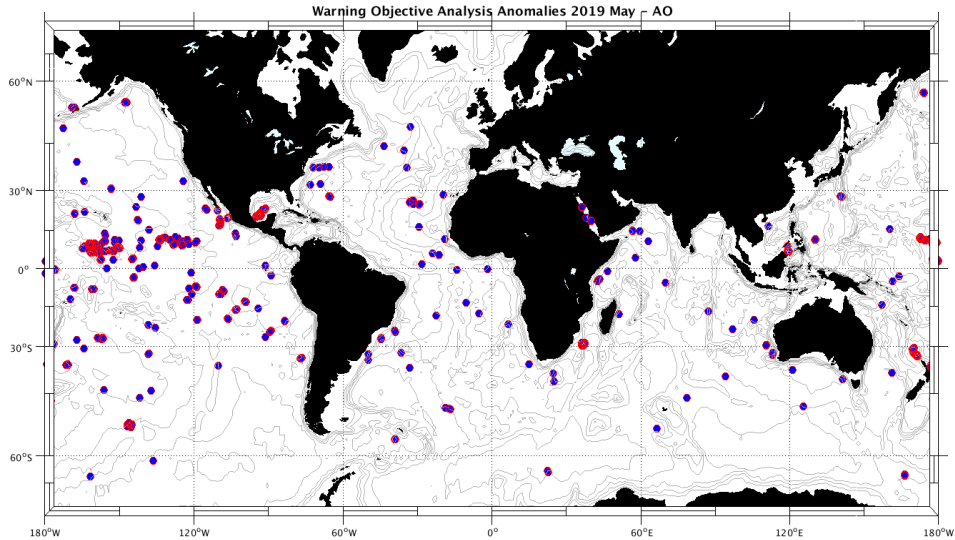 Warning Objective Analysis Anomalies 2019 May – AO
60°N
30°N
0°
30°S
60°S
180°W 120°W 60°W 0° 60°E 120°E 180°W